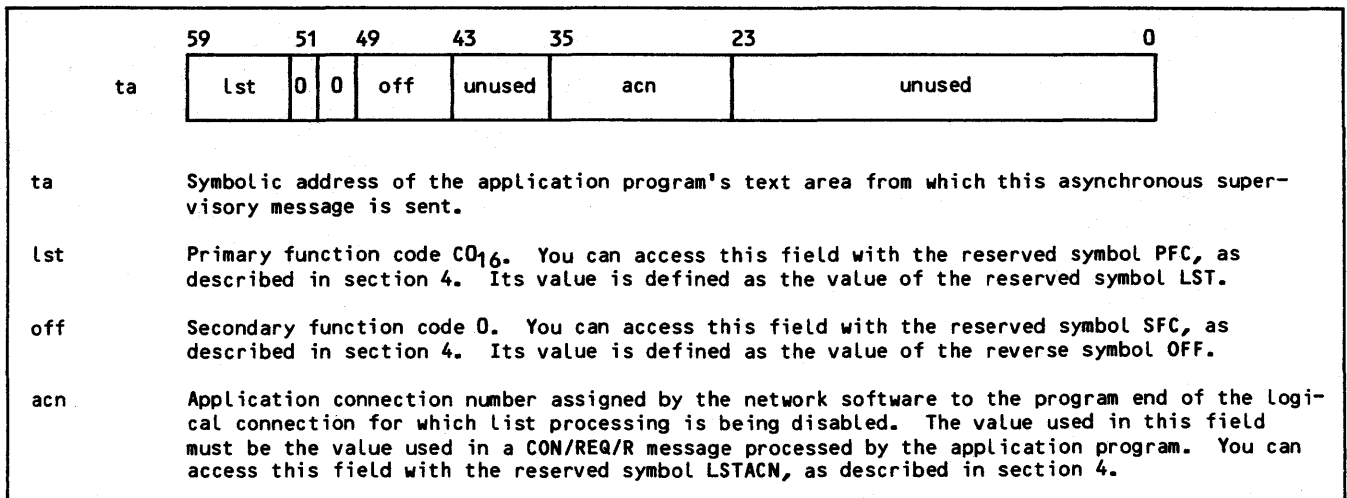 59 51 49 43 35 23 0
ta lst 0 0 off unused acn unused
ta Symbolic address of the application program's text area from which this asynchronous super-
visory message is sent.
lst Primary function code C0₁₆. You can access this field with the reserved symbol PFC, as
described in section 4. Its value is defined as the value of the reserved symbol LST.
off Secondary function code 0. You can access this field with the reserved symbol SFC, as
described in section 4. Its value is defined as the value of the reverse symbol OFF.
acn Application connection number assigned by the network software to the program end of the logi-
cal connection for which list processing is being disabled. The value used in this field
must be the value used in a CON/REQ/R message processed by the application program. You can
access this field with the reserved symbol LSTACN, as described in section 4.